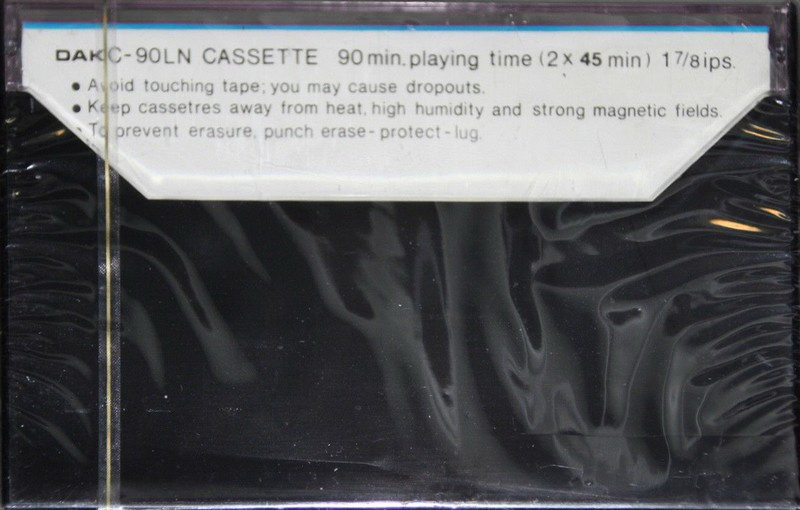 DAK C-90LN CASSETTE 90 min. playing time (2 x 45 min) 1 7/8 ips.
• Avoid touching tape; you may cause dropouts.
• Keep cassetres away from heat, high humidity and strong magnetic fields.
• To prevent erasure, punch erase-protect-lug.